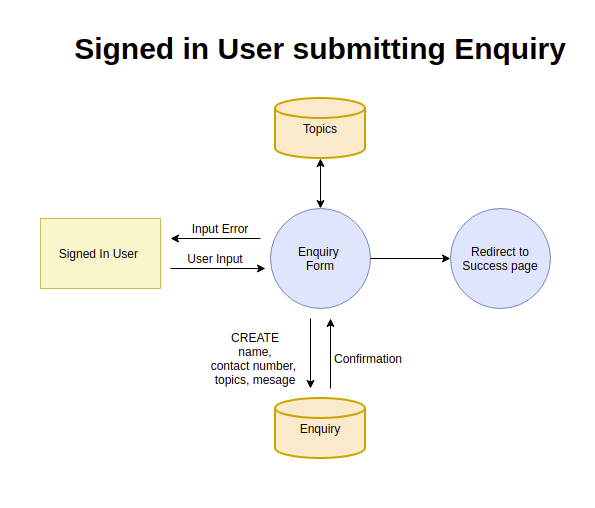 Signed in User submitting Enquiry
Topics
Input Error
Signed In User
User Input
Enquiry
Form
Redirect to
Success page
CREATE
name,
contact number,
topics, mesage
Confirmation
Enquiry